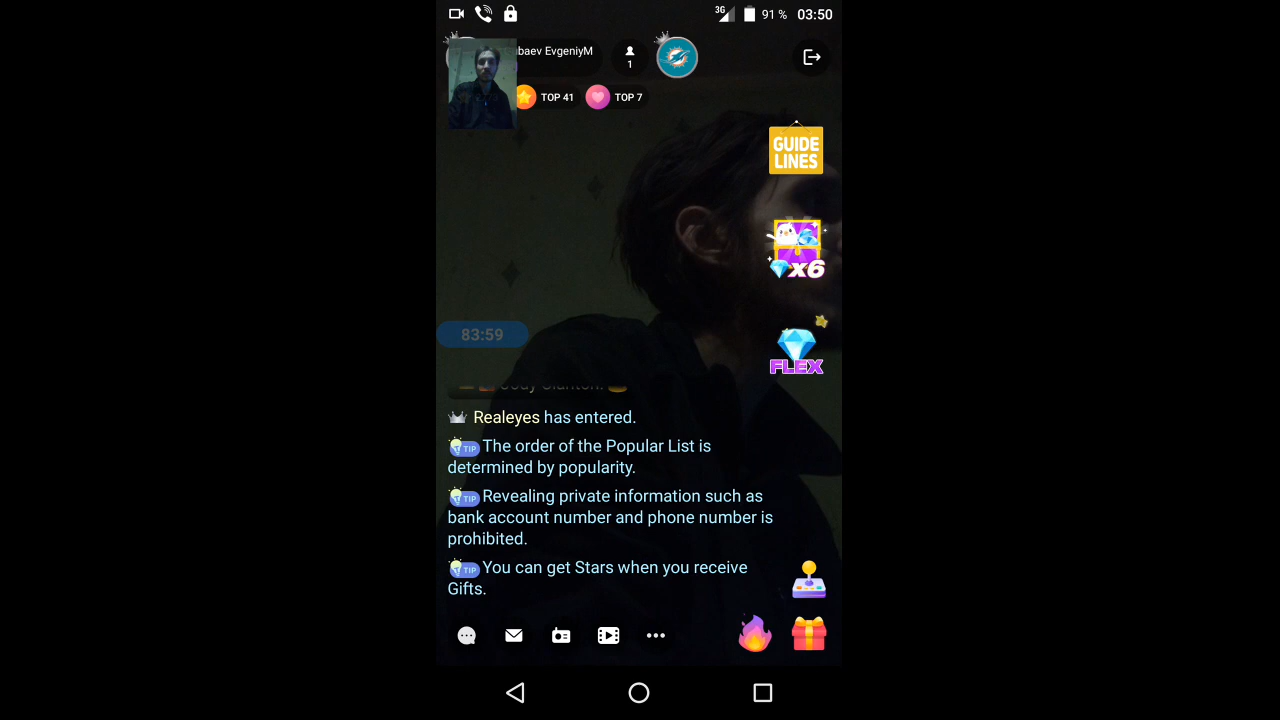 3G
91 %
03:50
baev EvgeniyM
1
TOP 41
TOP 7
GUIDE
LINES
x6
83:59
FLEX
Realeyes has entered.
TIP The order of the Popular List is
determined by popularity.
TIP Revealing private information such as
bank account number and phone number is
prohibited.
TIP You can get Stars when you receive
Gifts.